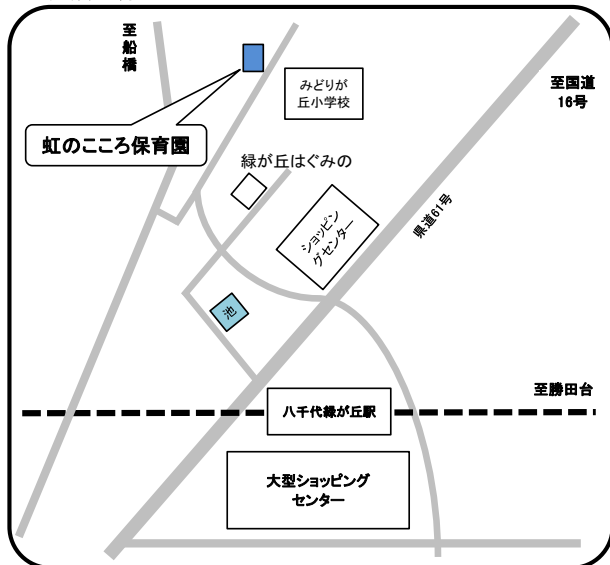 至
船
橋
みどりが
丘小学校
至国道
16号
虹のこころ保育園
緑が丘はぐみの
ショッピン
グセンター
県道61号
池
至勝田台
八千代緑が丘駅
大型ショッピング
センター